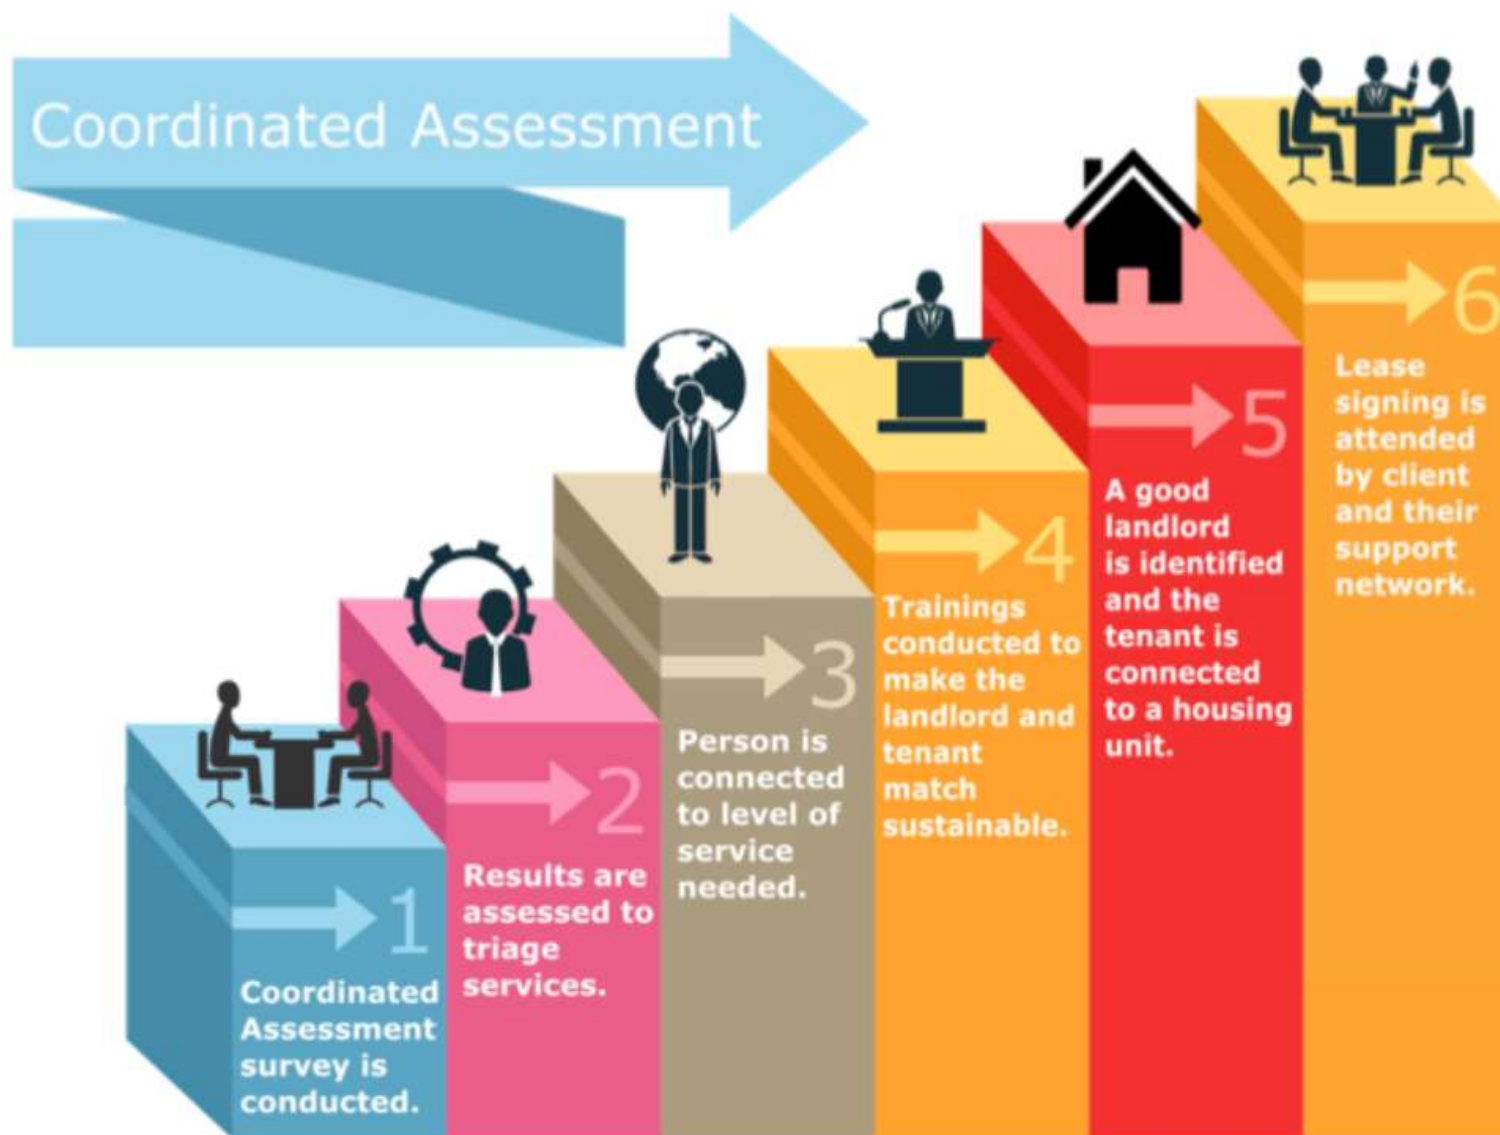 Coordinated Assessment
1
Coordinated
Assessment
survey is
conducted.
2
Results are
assessed to
triage
services.
3
Person is
connected
to level of
service
needed.
4
Trainings
conducted to
make the
landlord and
tenant
match
sustainable.
5
A good
landlord
is identified
and the
tenant is
connected
to a housing
unit.
6
Lease
signing is
attended
by client
and their
support
network.